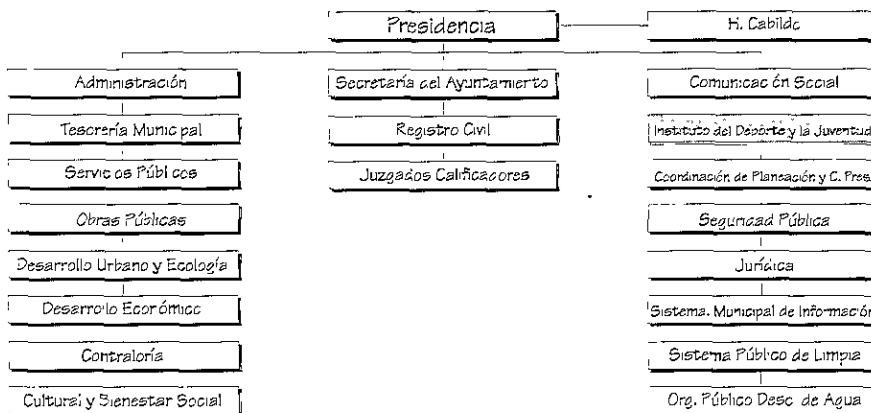 Presidencia
H. Cabildo
Administración
Secretaría del Ayuntamiento
Comunicación Social
Tesorería Municipal
Registro Civil
Instituto del Deporte y la Juventud
Servicios Públicos
Juzgados Calificadores
Coordinación de Planeación y C. Pres.
Obras Públicas
Seguridad Pública
Desarrollo Urbano y Ecología
Jurídica
Desarrollo Económico
Sistema. Municipal de Información
Contraloría
Sistema Público de Limpia
Cultural y Bienestar Social
Org. Público Desc. de Agua